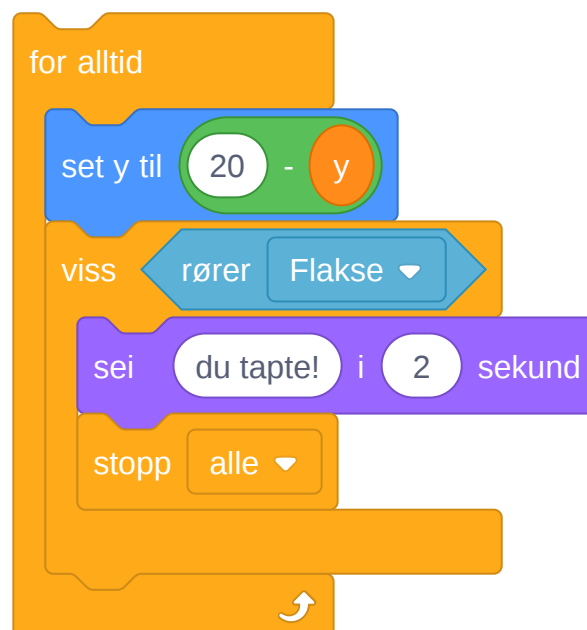 for alltid
set y til 20 - y
viss rører Flakse
sei du tapte! i 2 sekund
stopp alle